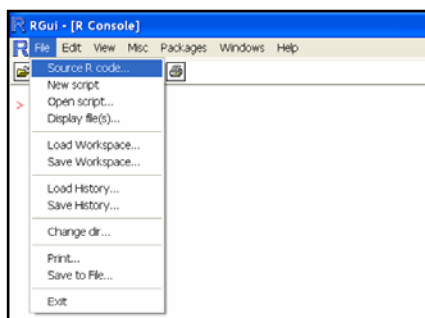 RGui - [R Console]
File Edit View Misc Packages Windows Help
Source R code...
New script
Open script...
Display file(s)...
Load Workspace...
Save Workspace...
Load History...
Save History...
Change dir...
Print...
Save to File...
Exit
>